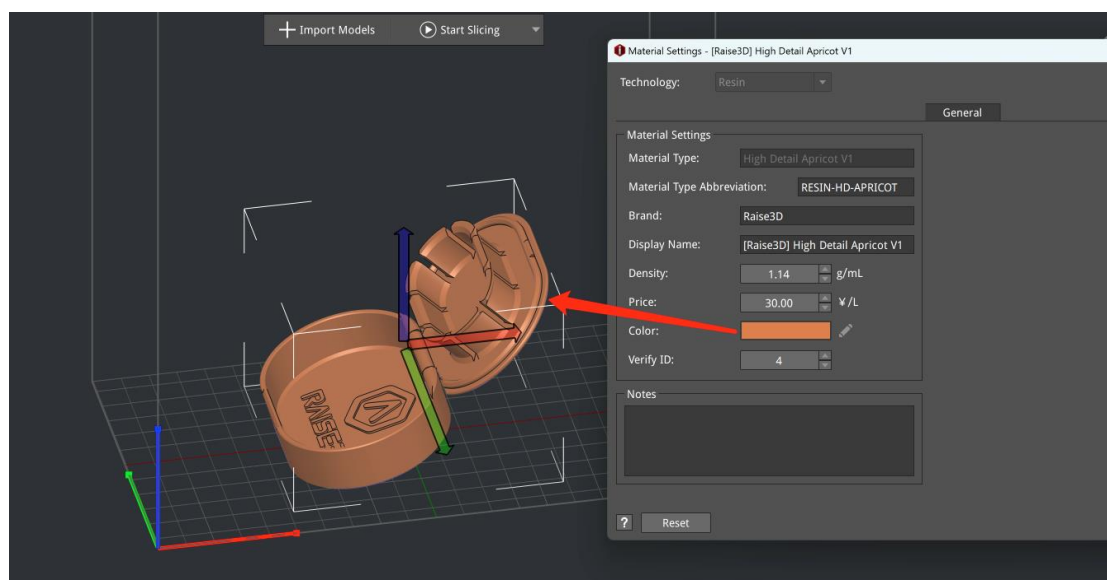 Import Models
Start Slicing
Material Settings - [Raise3D] High Detail Apricot V1
Technology: Resin
General
Material Settings
Material Type: High Detail Apricot V1
Material Type Abbreviation: RESIN-HD-APRICOT
Brand: Raise3D
Display Name: [Raise3D] High Detail Apricot V1
Density: 1.14 g/mL
Price: 30.00 ¥/L
Color:
Verify ID: 4
Notes
? Reset
RAISE